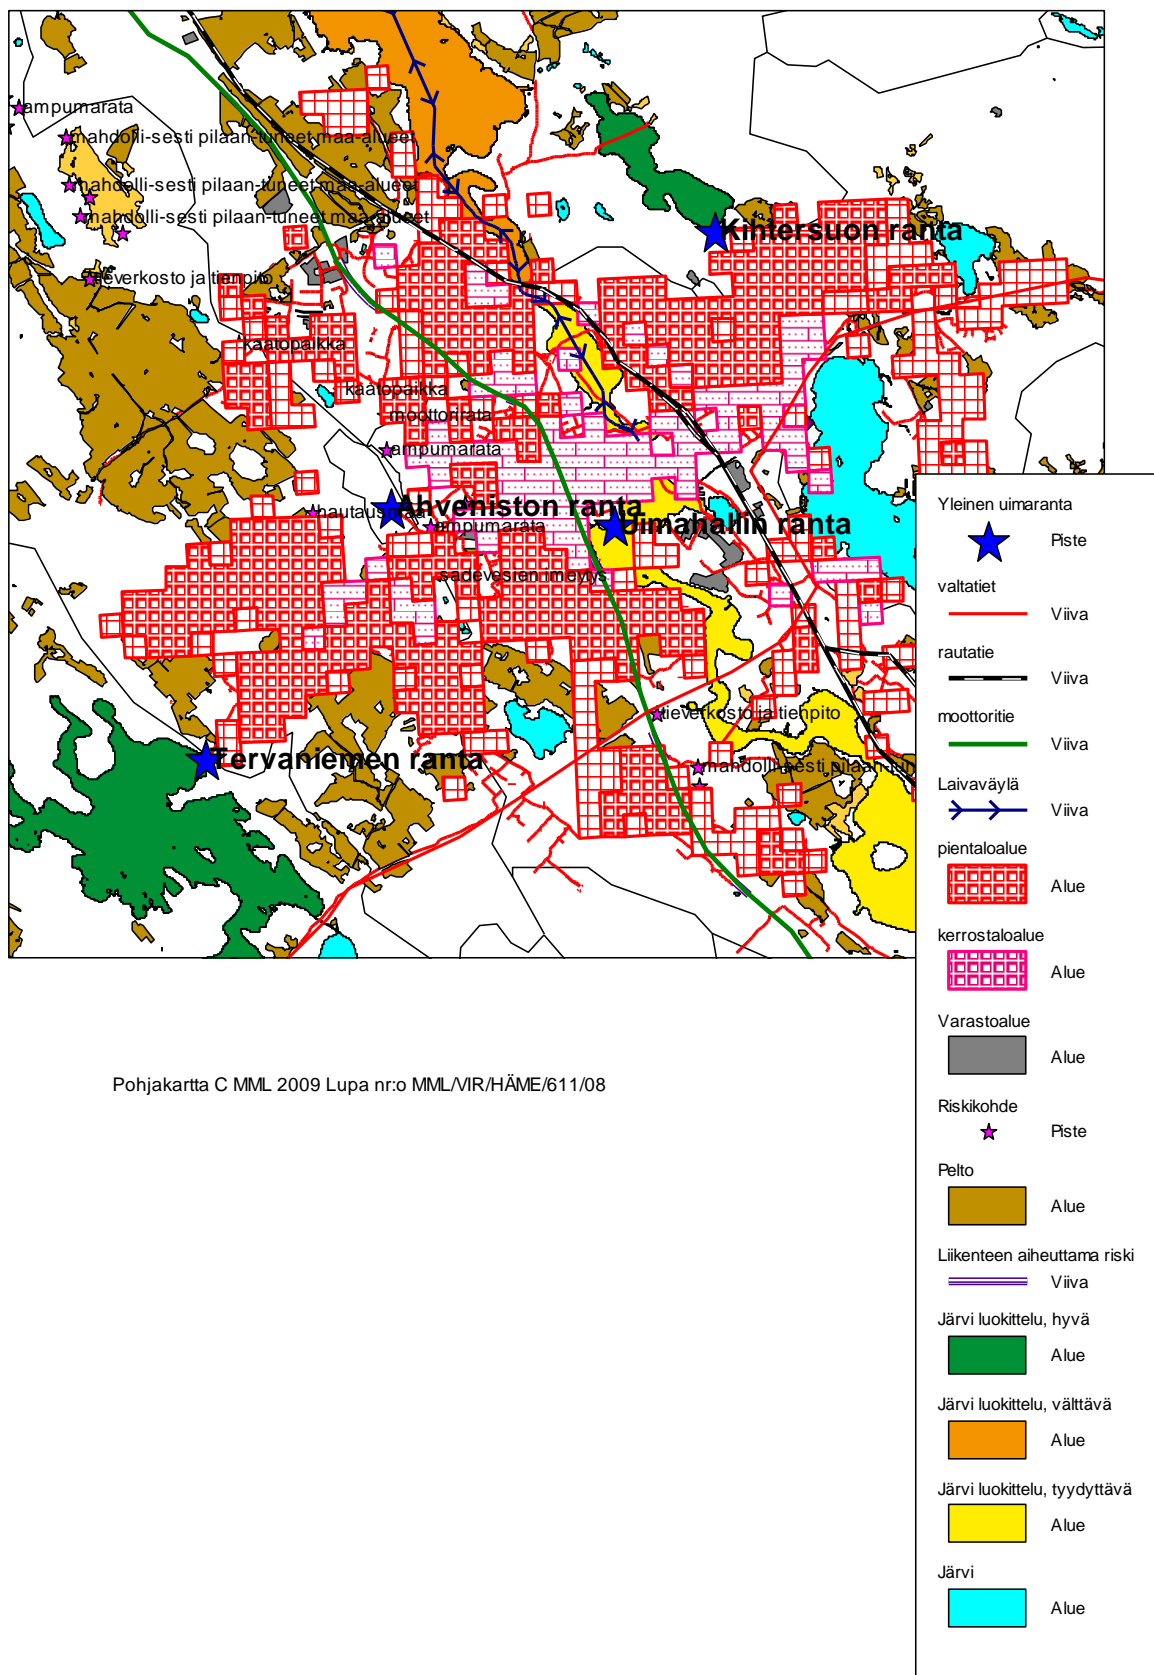 ampumarata
mahdolli-sesti pilaan-tuneet maa-alueet
mahdolli-sesti pilaan-tuneet maa-alueet
mahdolli-sesti pilaan-tuneet maa-alueet
Kihtersuon ranta
tieverkosto ja tienpito
kaatopaikka
kaatopaikka
moottorirata
ampumarata
Ahveniston ranta
hautausmaa
ampumarata
Uimahallin ranta
sadevesien imeytys
tieverkosto ja tienpito
Tervaniemen ranta
mahdolli-sesti pilaan-tun
Yleinen uimaranta
Piste
valtatiet
Viiva
rautatie
Viiva
moottoritie
Viiva
Laivaväylä
Viiva
pientaloalue
Alue
kerrostaloalue
Alue
Varastoalue
Alue
Riskikohde
Piste
Pelto
Alue
Liikenteen aiheuttama riski
Viiva
Järvi luokittelu, hyvä
Alue
Järvi luokittelu, välttävä
Alue
Järvi luokittelu, tyydyttävä
Alue
Järvi
Alue
Pohjakartta C MML 2009 Lupa nr:o MML/VIR/HÄME/611/08